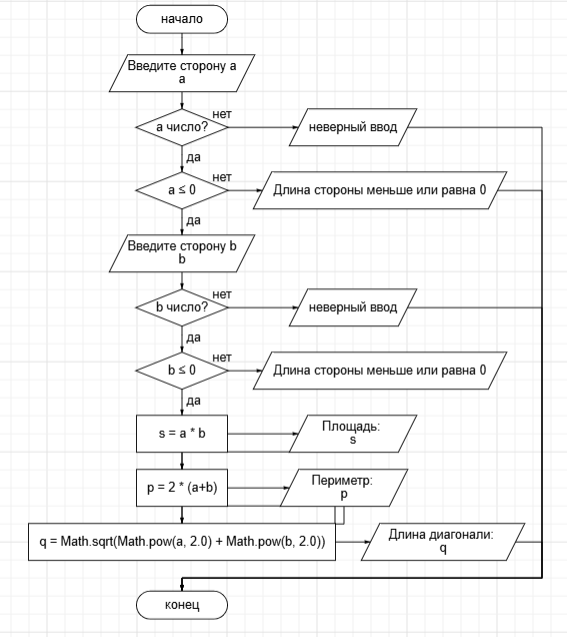 начало
Введите сторону a
a
нет
a число?
неверный ввод
да
нет
a ≤ 0
Длина стороны меньше или равна 0
да
Введите сторону b
b
нет
b число?
неверный ввод
да
нет
b ≤ 0
Длина стороны меньше или равна 0
да
s = a * b
Площадь:
s
p = 2 * (a+b)
Периметр:
p
q = Math.sqrt(Math.pow(a, 2.0) + Math.pow(b, 2.0))
Длина диагонали:
q
конец